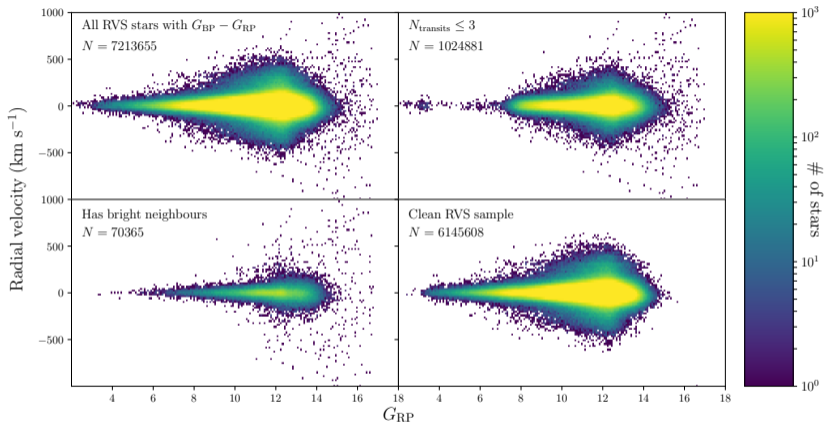 All RVS stars with G_BP − G_RP
N = 7213655
N_transits ≤ 3
N = 1024881
Has bright neighbours
N = 70365
Clean RVS sample
N = 6145608
1000
500
0
−500
1000
500
0
−500
Radial velocity (km s⁻¹)
4 6 8 10 12 14 16 18
4 6 8 10 12 14 16 18
G_RP
10³
10²
10¹
10⁰
# of stars